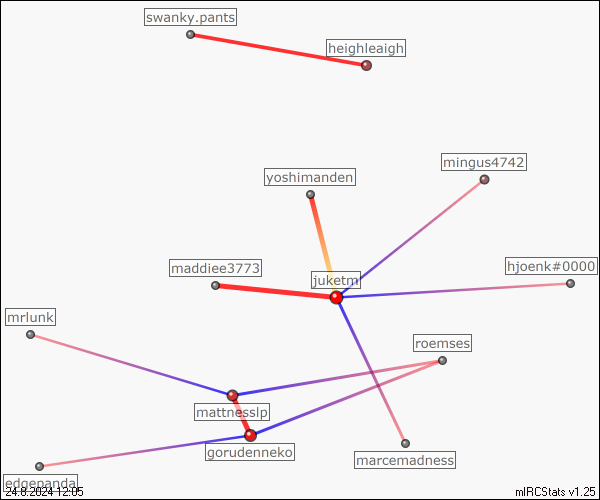 swanky.pants
heighleaigh
mingus4742
yoshimanden
hjoenk#0000
maddiee3773
juketm
mrlunk
roemses
mattnesslp
gorudenneko
marcemadness
edgepanda
24.8.2024 12:05
mIRCStats v1.25